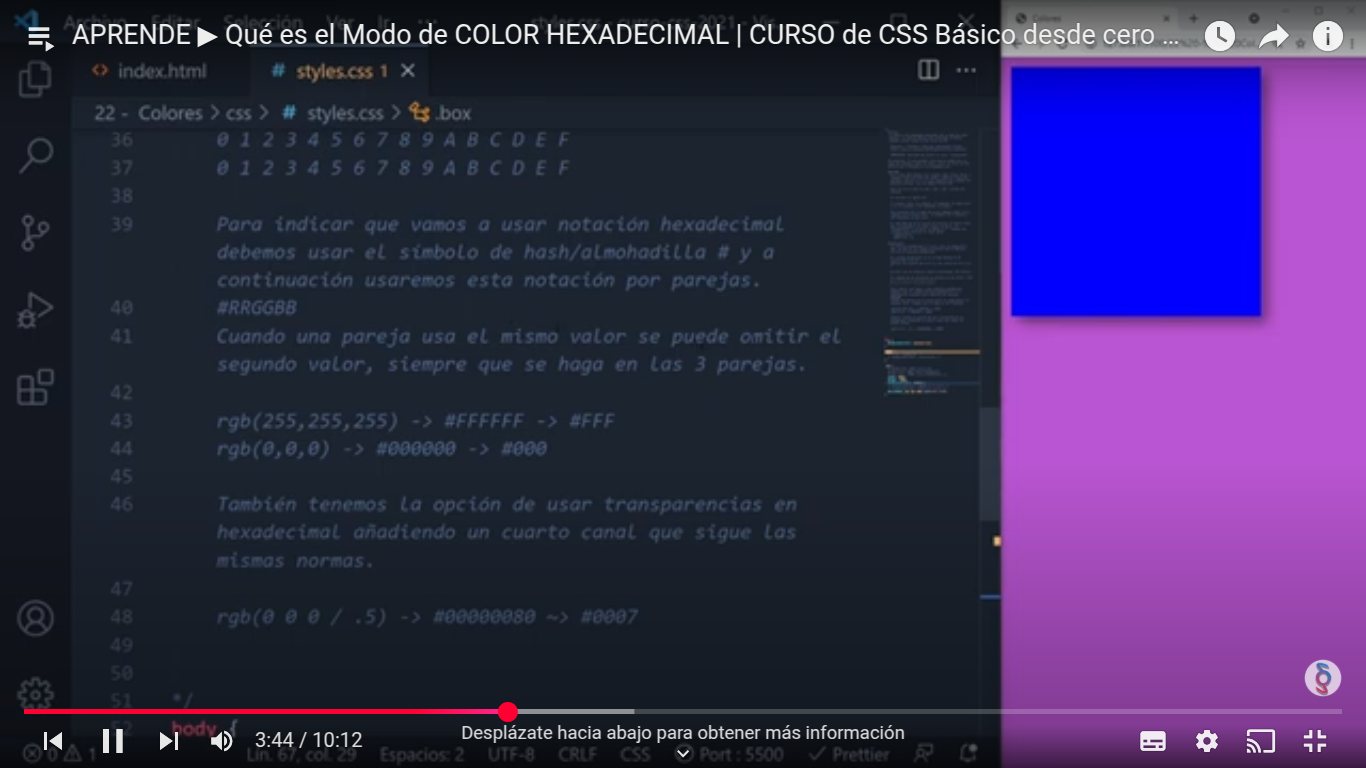 APRENDE ▶ Qué es el Modo de COLOR HEXADECIMAL | CURSO de CSS Básico desde cero ...
index.html
# styles.css 1
22 - Colores > css > # styles.css > .box
36 0 1 2 3 4 5 6 7 8 9 A B C D E F
37 0 1 2 3 4 5 6 7 8 9 A B C D E F
38
39 Para indicar que vamos a usar notación hexadecimal
debemos usar el símbolo de hash/almohadilla # y a
continuación usaremos esta notación por parejas.
40 #RRGGBB
41 Cuando una pareja usa el mismo valor se puede omitir el
segundo valor, siempre que se haga en las 3 parejas.
42
43 rgb(255,255,255) -> #FFFFFF -> #FFF
44 rgb(0,0,0) -> #000000 -> #000
45
46 También tenemos la opción de usar transparencias en
hexadecimal añadiendo un cuarto canal que sigue las
mismas normas.
47
48 rgb(0 0 0 / .5) -> #00000080 ~> #0007
49
50
51 */
52 body {
3:44 / 10:12
Desplázate hacia abajo para obtener más información
0 1 Lín. 67, col. 29 Espacios: 2 UTF-8 CRLF CSS Port : 5500 Prettier